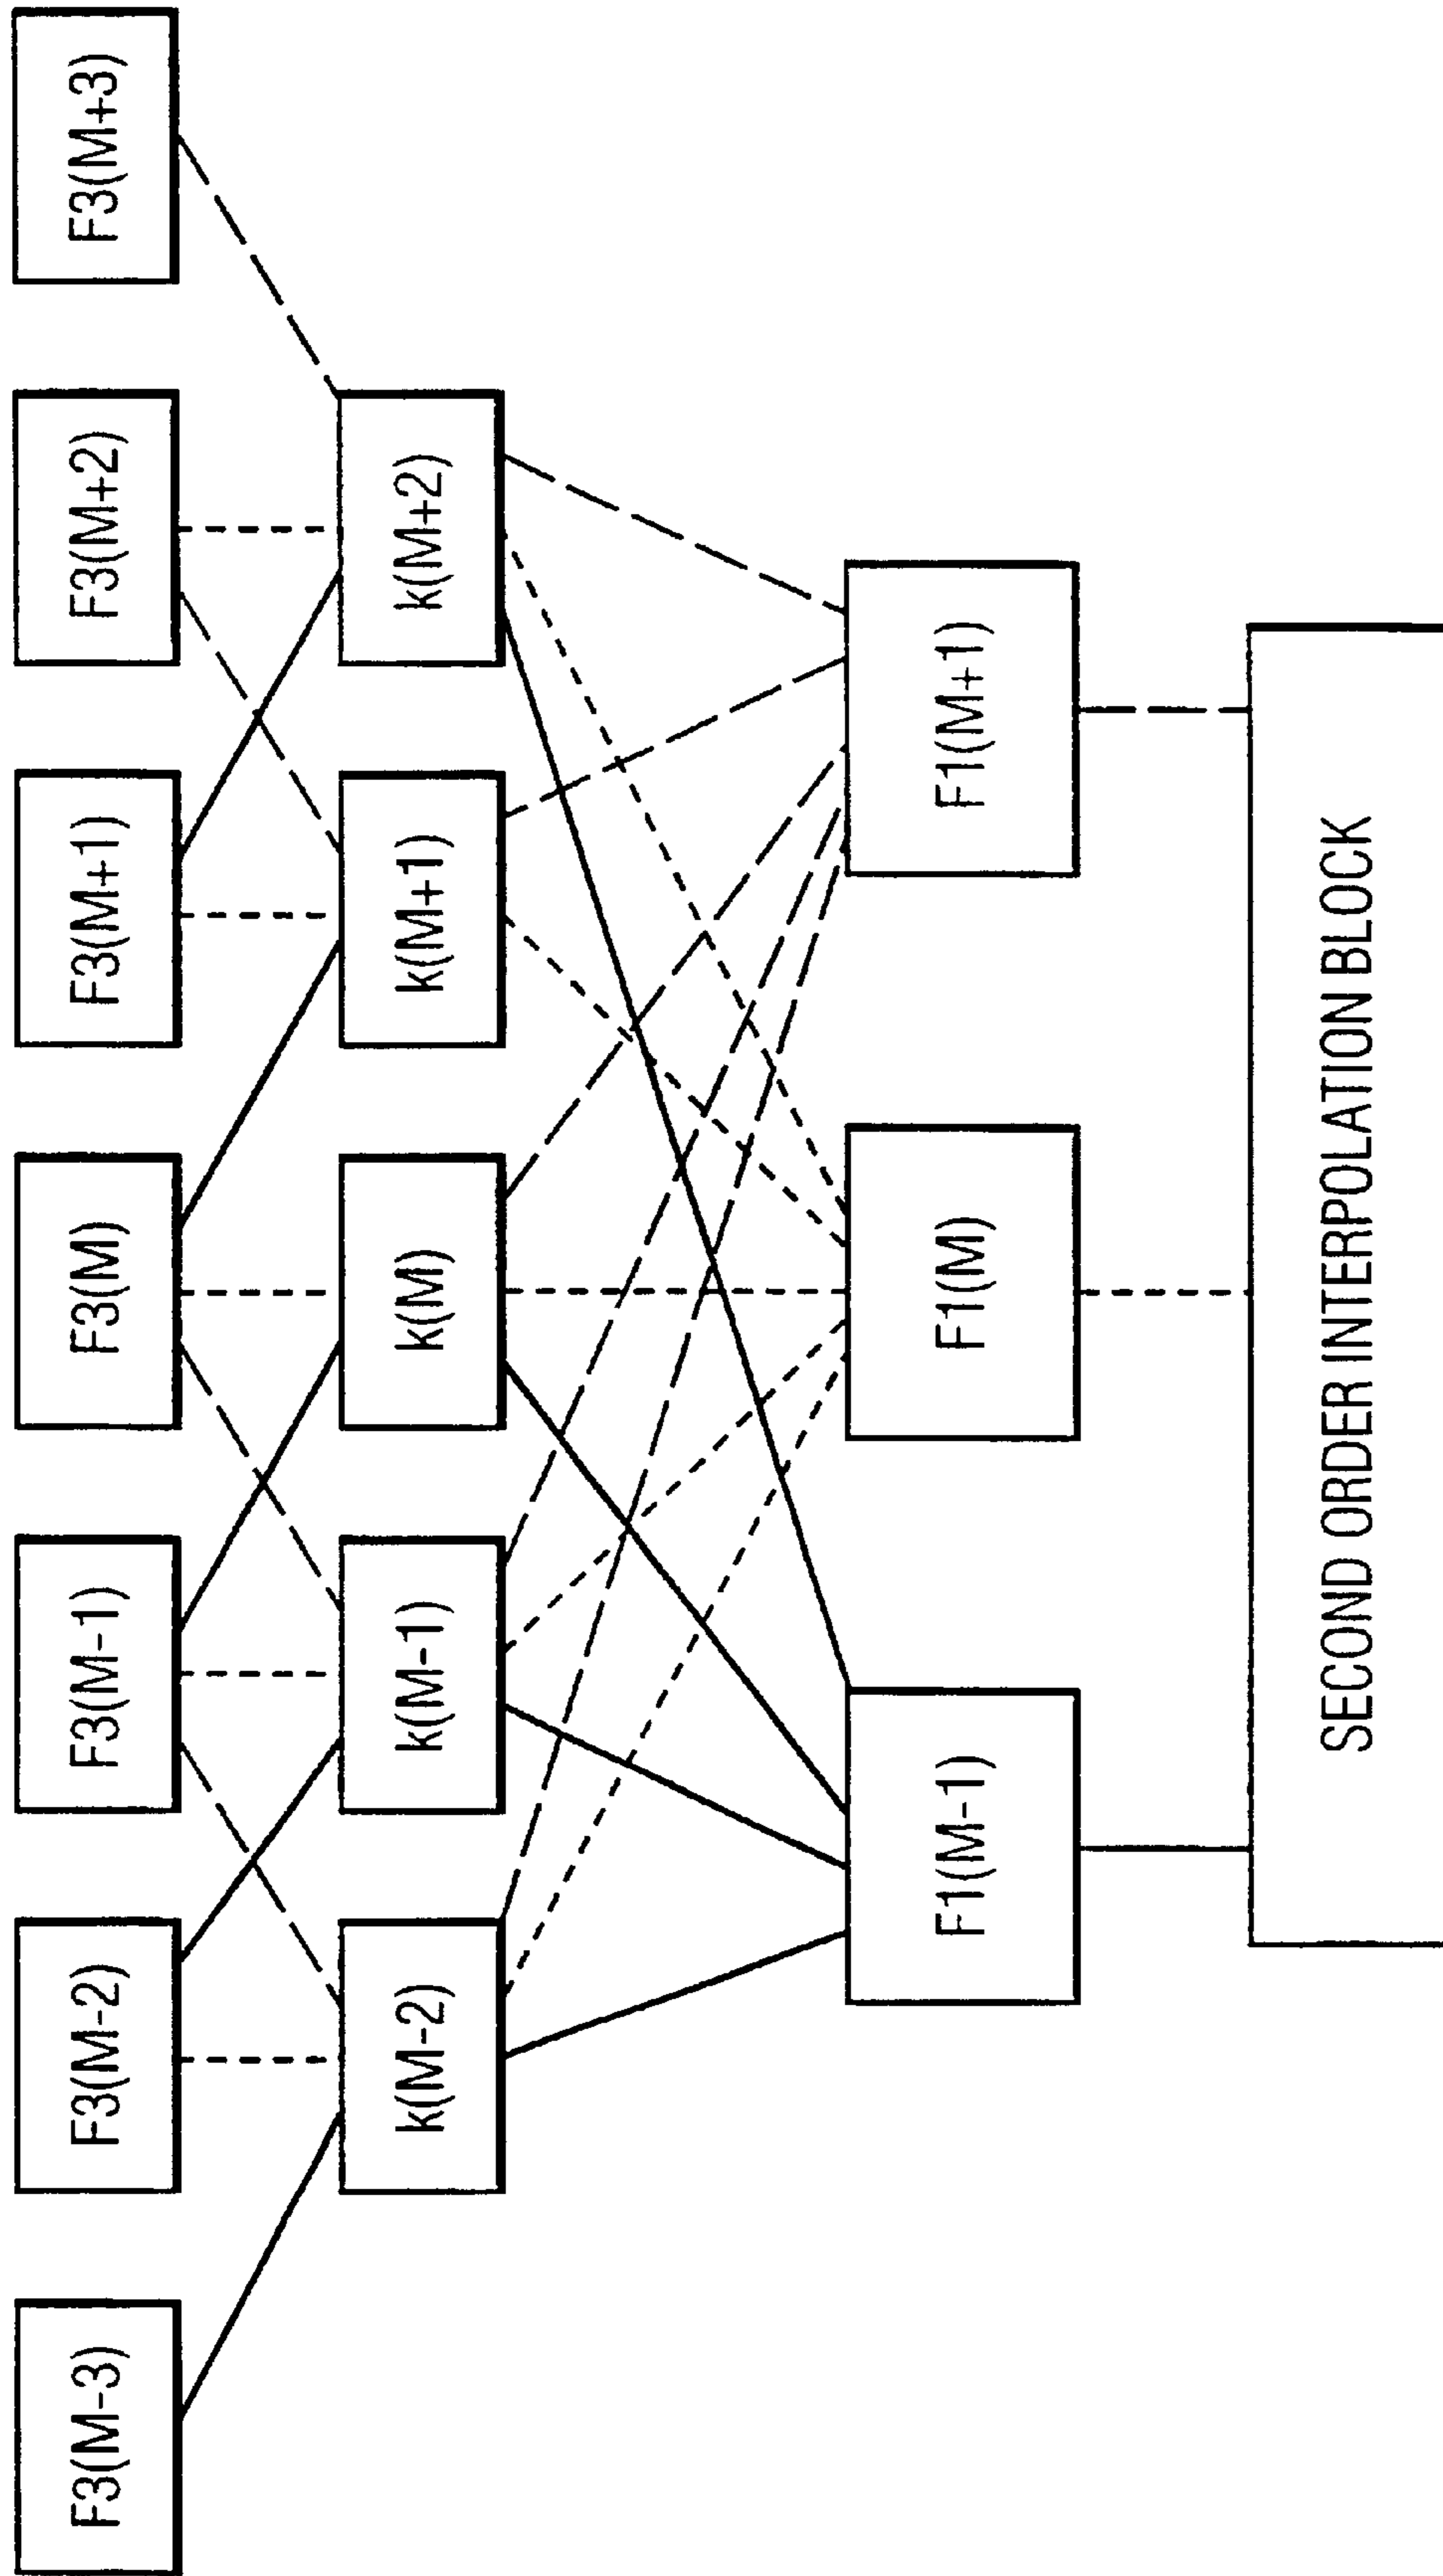 F3(M-3)
F3(M-2)
F3(M-1)
F3(M)
F3(M+1)
F3(M+2)
F3(M+3)
k(M-2)
k(M-1)
k(M)
k(M+1)
k(M+2)
F1(M-1)
F1(M)
F1(M+1)
SECOND ORDER INTERPOLATION BLOCK